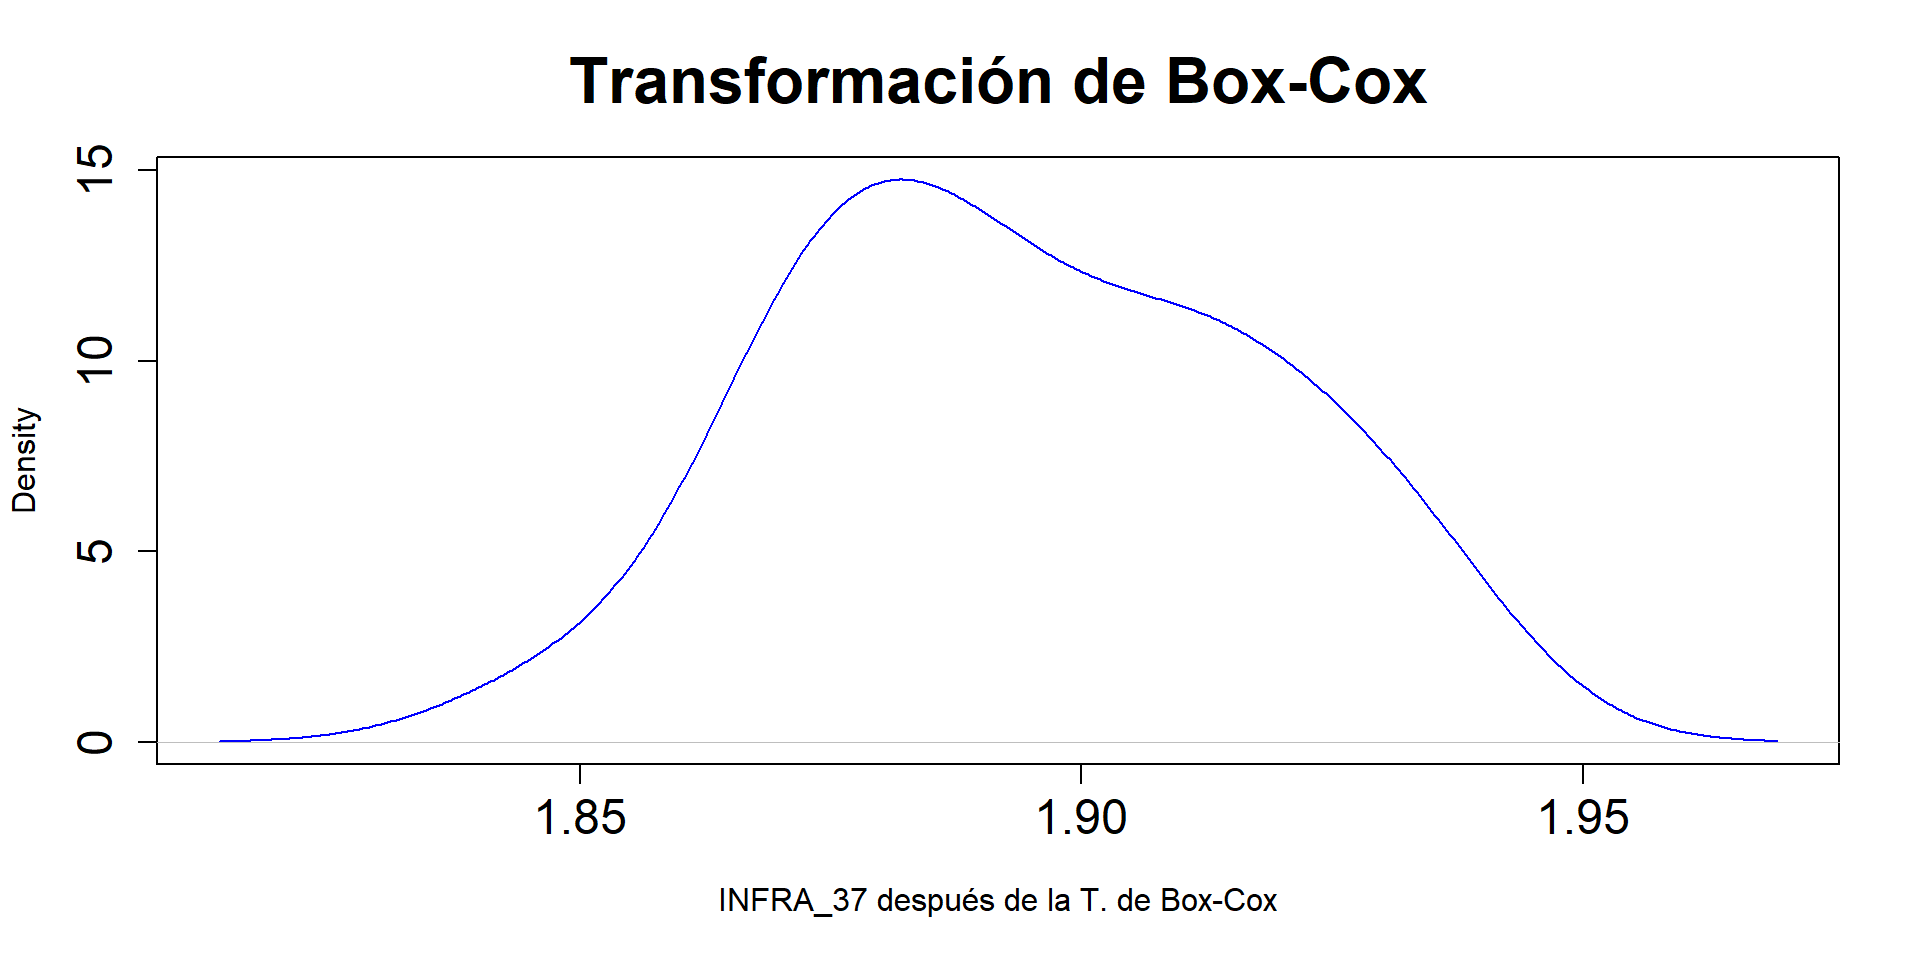 Transformación de Box-Cox
15
10
5
0
Density
1.85 1.90 1.95
INFRA_37 después de la T. de Box-Cox